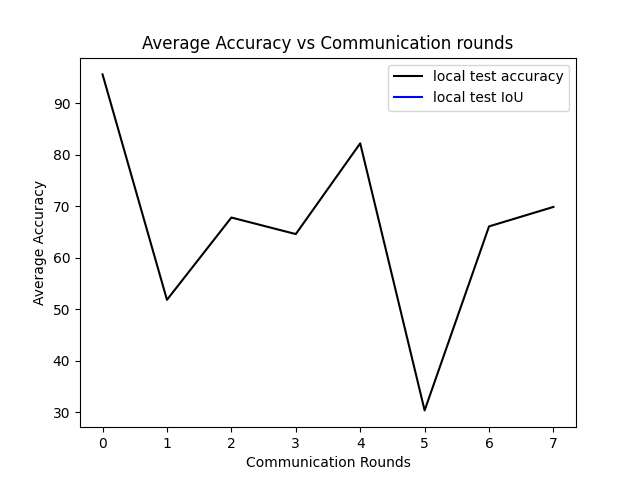 Average Accuracy vs Communication rounds
local test accuracy
local test IoU
Average Accuracy
90
80
70
60
50
40
30
0 1 2 3 4 5 6 7
Communication Rounds